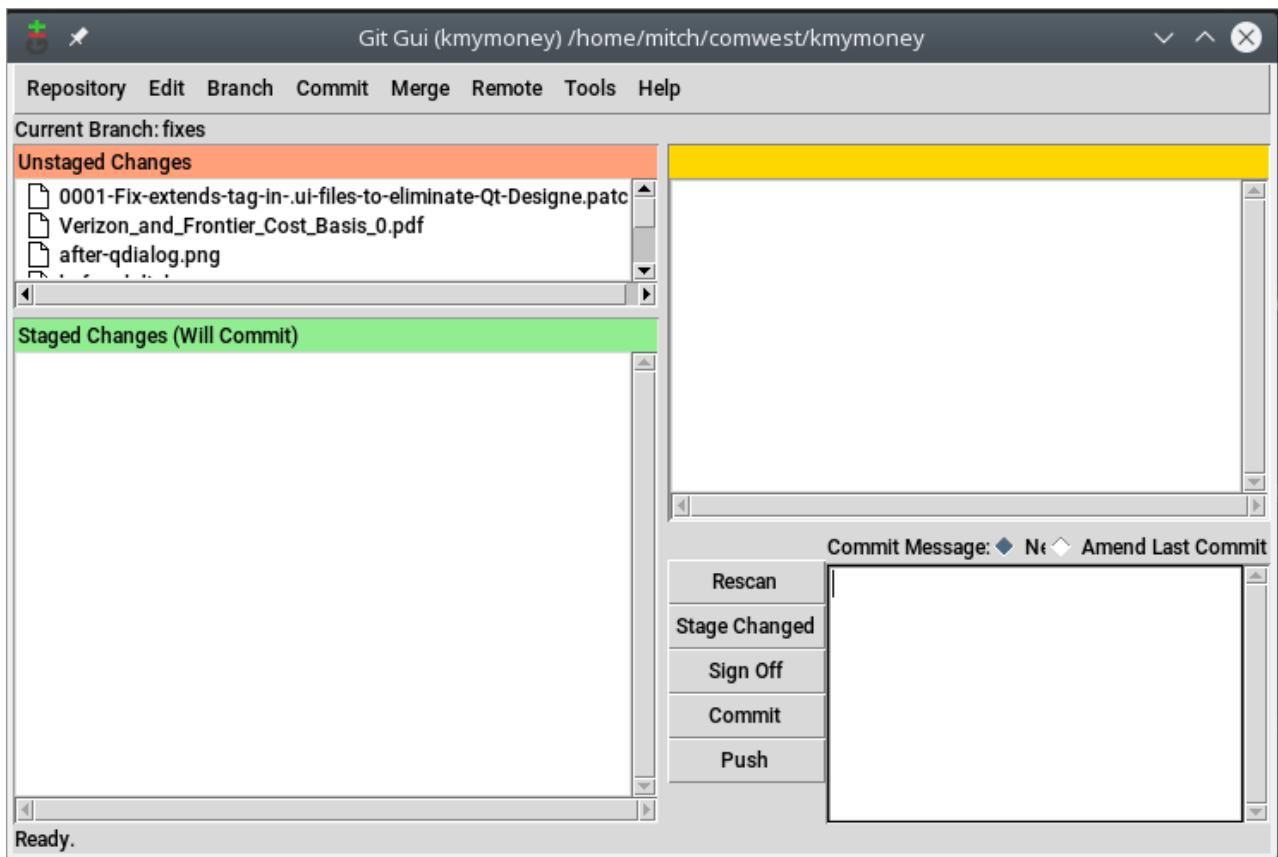 Git Gui (kmymoney) /home/mitch/comwest/kmymoney
Repository Edit Branch Commit Merge Remote Tools Help
Current Branch: fixes
Unstaged Changes
0001-Fix-extends-tag-in-.ui-files-to-eliminate-Qt-Designe.patc
Verizon_and_Frontier_Cost_Basis_0.pdf
after-qdialog.png
Staged Changes (Will Commit)
Commit Message: Ne Amend Last Commit
Rescan
Stage Changed
Sign Off
Commit
Push
Ready.